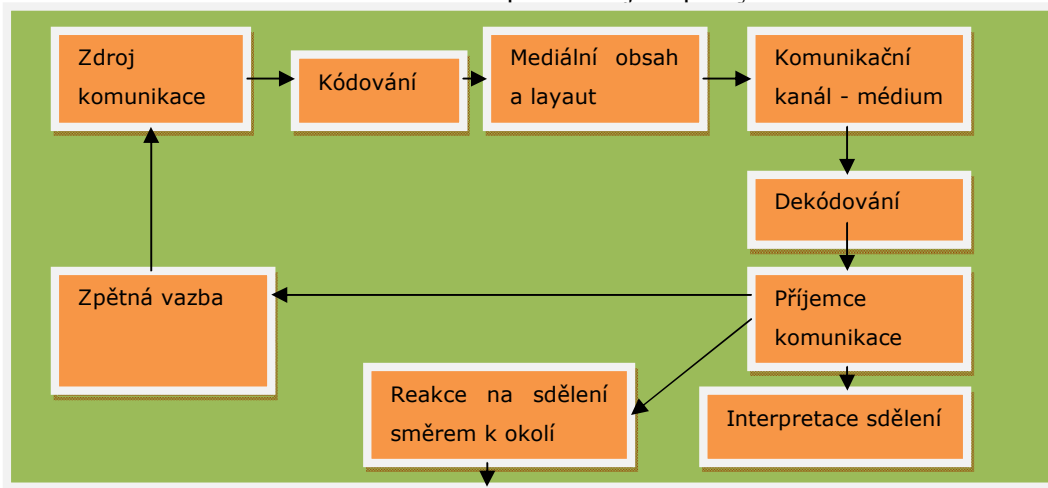 Zdroj
komunikace
Kódování
Mediální obsah
a layaut
Komunikační
kanál - médium
Dekódování
Zpětná vazba
Příjemce
komunikace
Reakce na sdělení
směrem k okolí
Interpretace sdělení